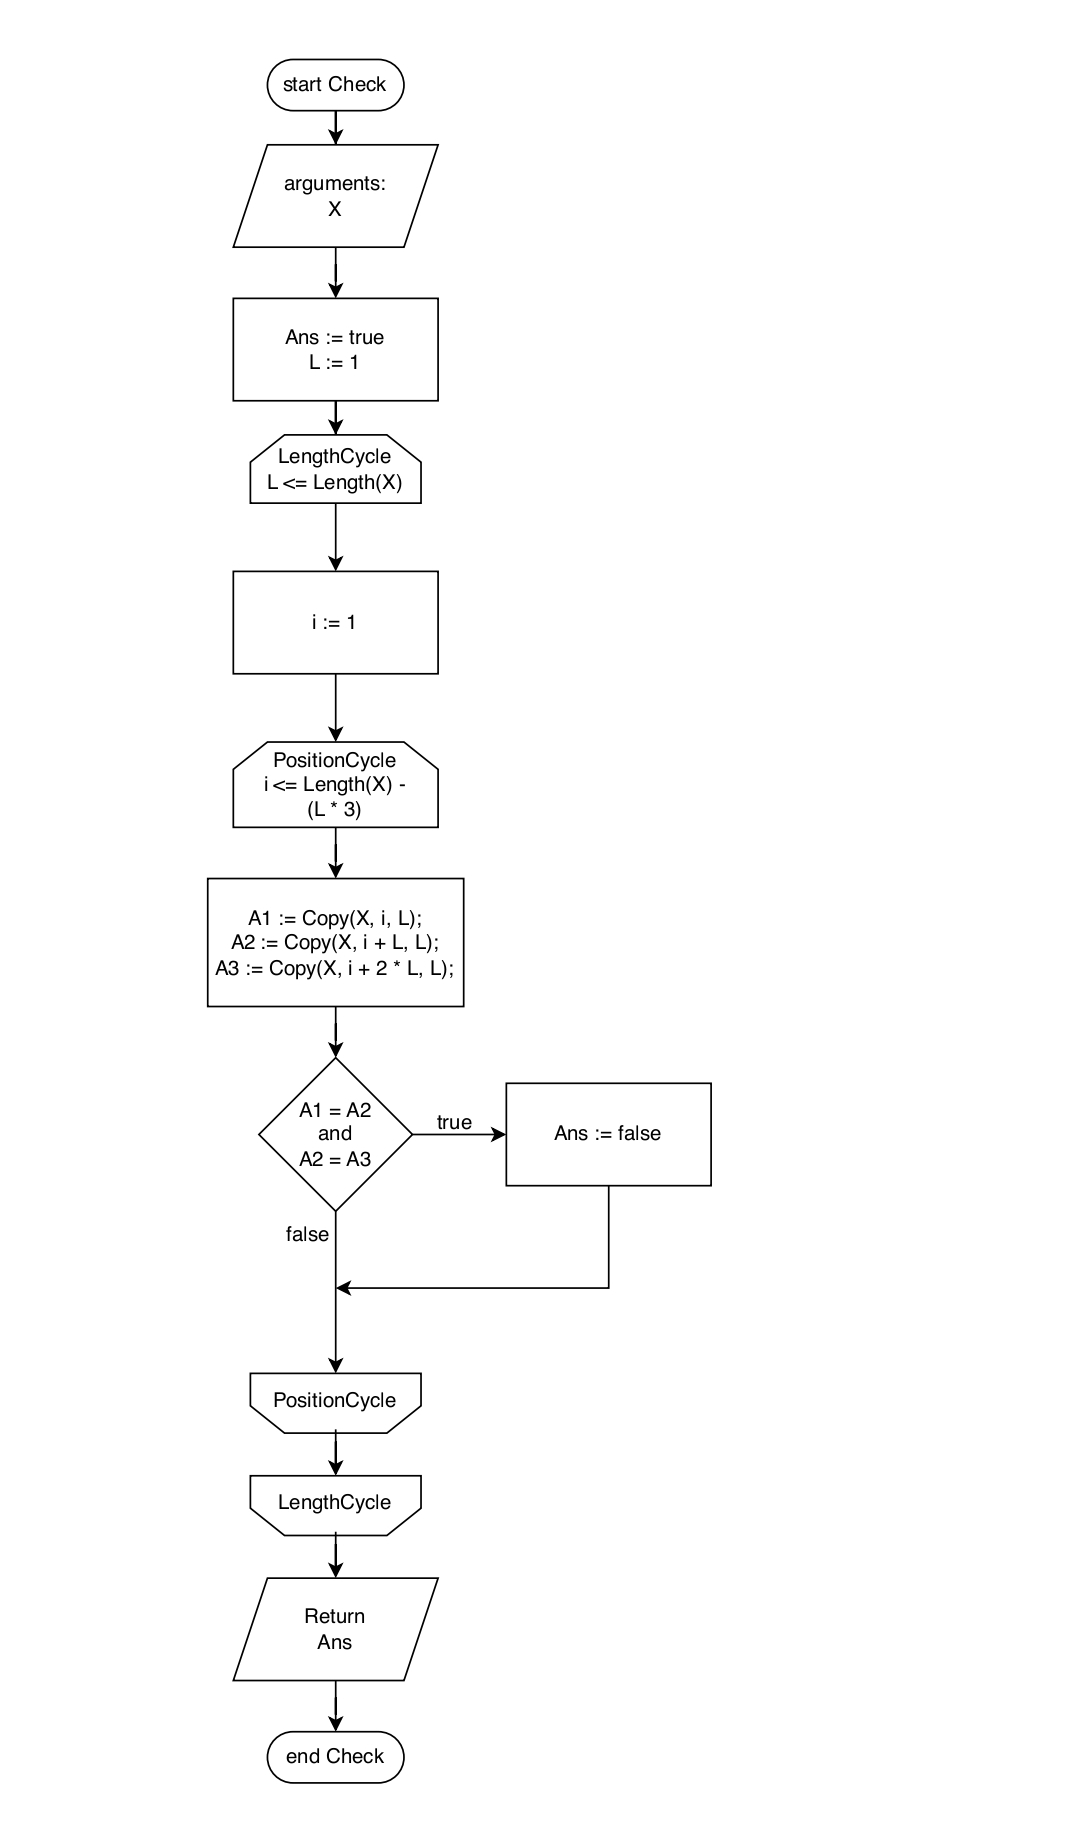 start Check
arguments:
X
Ans := true
L := 1
LengthCycle
L <= Length(X)
i := 1
PositionCycle
i <= Length(X) -
(L * 3)
A1 := Copy(X, i, L);
A2 := Copy(X, i + L, L);
A3 := Copy(X, i + 2 * L, L);
A1 = A2
and
A2 = A3
true
Ans := false
false
PositionCycle
LengthCycle
Return
Ans
end Check